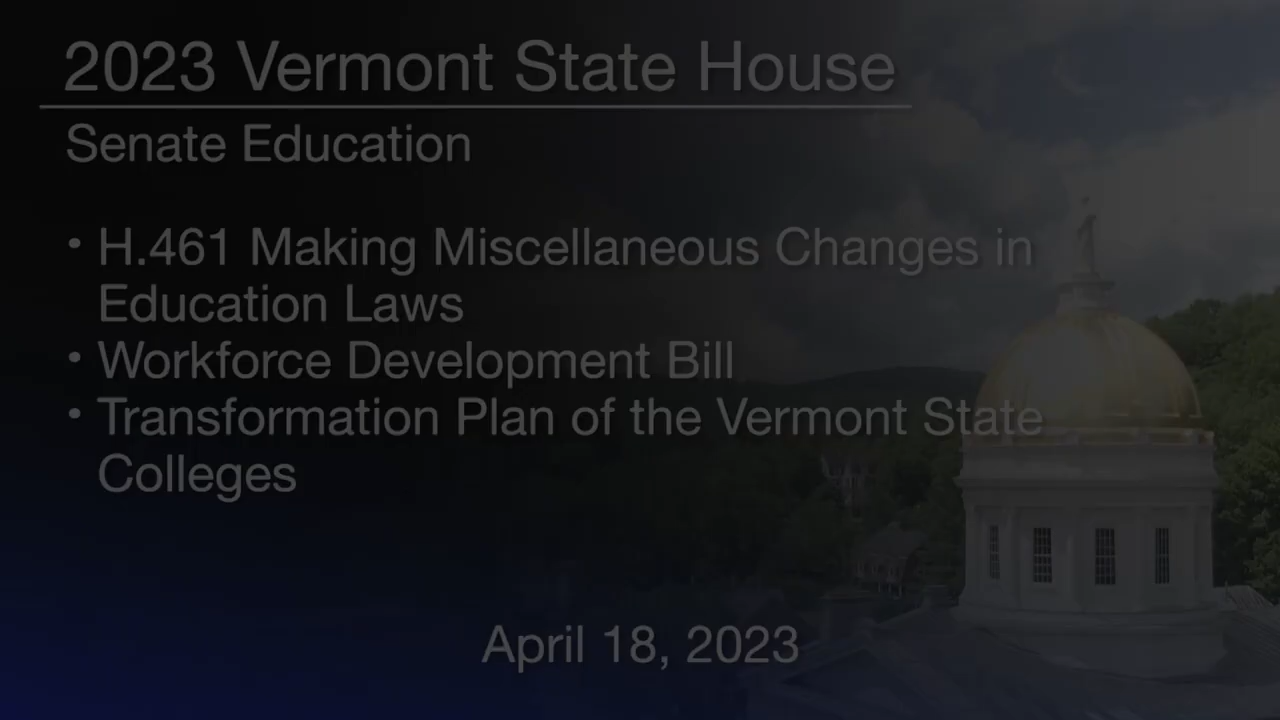 2023 Vermont State House
Senate Education
• H.461 Making Miscellaneous Changes in
Education Laws
• Workforce Development Bill
• Transformation Plan of the Vermont State
Colleges
April 18, 2023